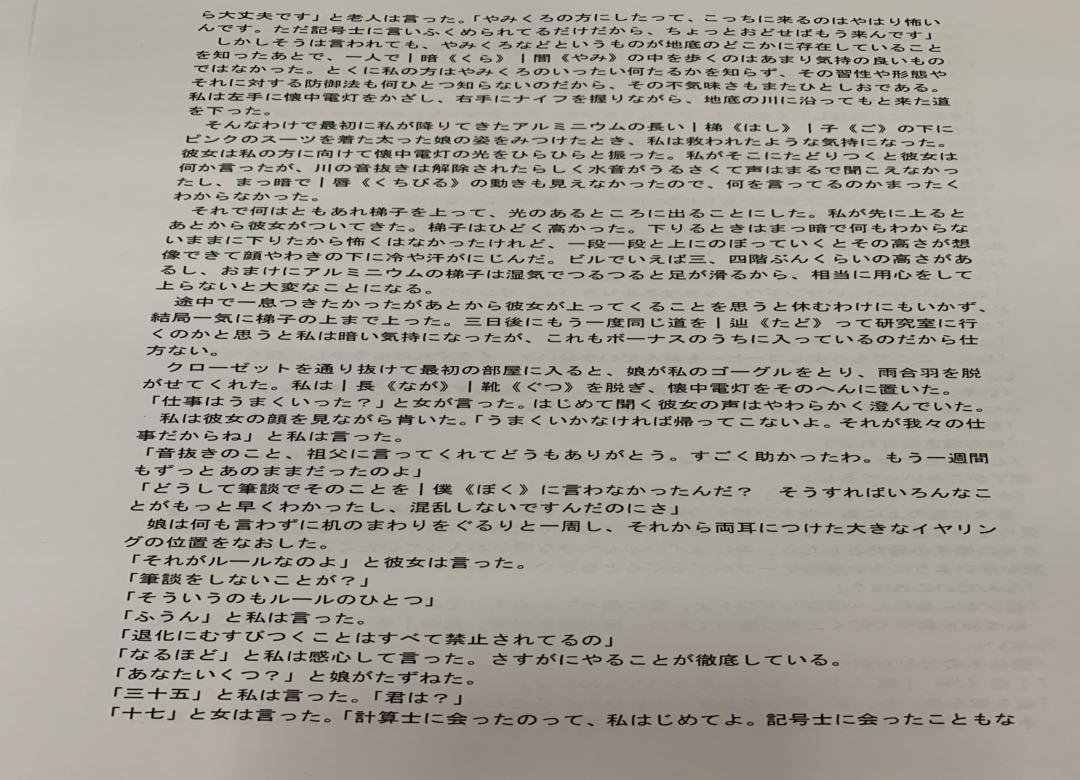 ら大丈夫です」と老人は言った。「やみくろの方にしたって、こっちに来るのはやはり怖い
んです。ただ記号士に言いふくめられてるだけだから、ちょっとおどせばもう来んです」
しかしそうは言われても、やみくろなどというものが地底のどこかに存在していること
を知ったあとで、一人で｜暗《くら》｜闇《やみ》の中を歩くのはあまり気持の良いもの
ではなかった。とくに私の方はやみくろのいったい何たるかを知らず、その習性や形態や
それに対する防御法も何ひとつ知らないのだから、その不気味さもまたひとしおである。
私は左手に懐中電灯をかざし、右手にナイフを握りながら、地底の川に沿ってもと来た道
を下った。
そんなわけで最初に私が降りてきたアルミニウムの長い｜梯《はし》｜子《ご》の下に
ピンクのスーツを着た太った娘の姿をみつけたとき、私は救われたような気持になった。
彼女は私の方に向けて懐中電灯の光をひらひらと振った。私がそこにたどりつくと彼女は
何か言ったが、川の音抜きは解除されたらしく水音がうるさくて声はまるで聞こえなかっ
たし、まっ暗で｜唇《くちびる》の動きも見えなかったので、何を言ってるのかまったく
わからなかった。
それで何はともあれ梯子を上って、光のあるところに出ることにした。私が先に上ると
あとから彼女がついてきた。梯子はひどく高かった。下りるときはまっ暗で何もわからな
いままに下りたから怖くはなかったけれど、一段一段と上にのぼっていくとその高さが想
像できて顔やわきの下に冷や汗がにじんだ。ビルでいえば三、四階ぶんくらいの高さがあ
るし、おまけにアルミニウムの梯子は湿気でつるつると足が滑るから、相当に用心をして
上らないと大変なことになる。
途中で一息つきたかったがあとから彼女が上ってくることを思うと休むわけにもいかず、
結局一気に梯子の上まで上った。三日後にもう一度同じ道を｜辿《たど》って研究室に行
くのかと思うと私は暗い気持になったが、これもボーナスのうちに入っているのだから仕
方ない。
クローゼットを通り抜けて最初の部屋に入ると、娘が私のゴーグルをとり、雨合羽を脱
がせてくれた。私は｜長《なが》｜靴《ぐつ》を脱ぎ、懐中電灯をそのへんに置いた。
「仕事はうまくいった？」と女が言った。はじめて聞く彼女の声はやわらかく澄んでいた。
私は彼女の顔を見ながら肯いた。「うまくいかなければ帰ってこないよ。それが我々の仕
事だからね」と私は言った。
「音抜きのこと、祖父に言ってくれてどうもありがとう。すごく助かったわ。もう一週間
もずっとあのままだったのよ」
「どうして筆談でそのことを｜僕《ぼく》に言わなかったんだ？　そうすればいろんなこ
とがもっと早くわかったし、混乱しないですんだのにさ」
娘は何も言わずに机のまわりをぐるりと一周し、それから両耳につけた大きなイヤリン
グの位置をなおした。
「それがルールなのよ」と彼女は言った。
「筆談をしないことが？」
「そういうのもルールのひとつ」
「ふうん」と私は言った。
「退化にむすびつくことはすべて禁止されてるの」
「なるほど」と私は感心して言った。さすがにやることが徹底している。
「あなたいくつ？」と娘がたずねた。
「三十五」と私は言った。「君は？」
「十七」と女は言った。「計算士に会ったのって、私はじめてよ。記号士に会ったこともな